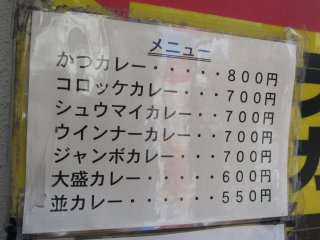 メニュー
かつカレー・・・・・８００円
コロッケカレー・・・７００円
シュウマイカレー・・７００円
ウインナーカレー・・７００円
ジャンボカレー・・・７００円
大盛カレー・・・・・６００円
並カレー・・・・・・５５０円